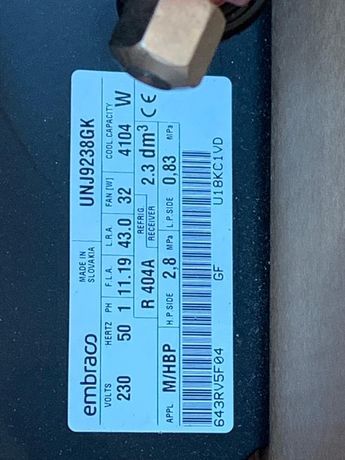 embraco MADE IN SLOVAKIA UNJ9238GK
VOLTS HERTZ PH F.L.A. L.R.A. FAN [W] COOL CAPACITY
230 50 1 11.19 43.0 32 4104 W
R 404A REFRIG. RECEIVER 2.3 dm³ CE
APPL M/HBP H.P SIDE 2,8 MPa L.P. SIDE 0,83 MPa
643RV5F04 GF U18KC1VD